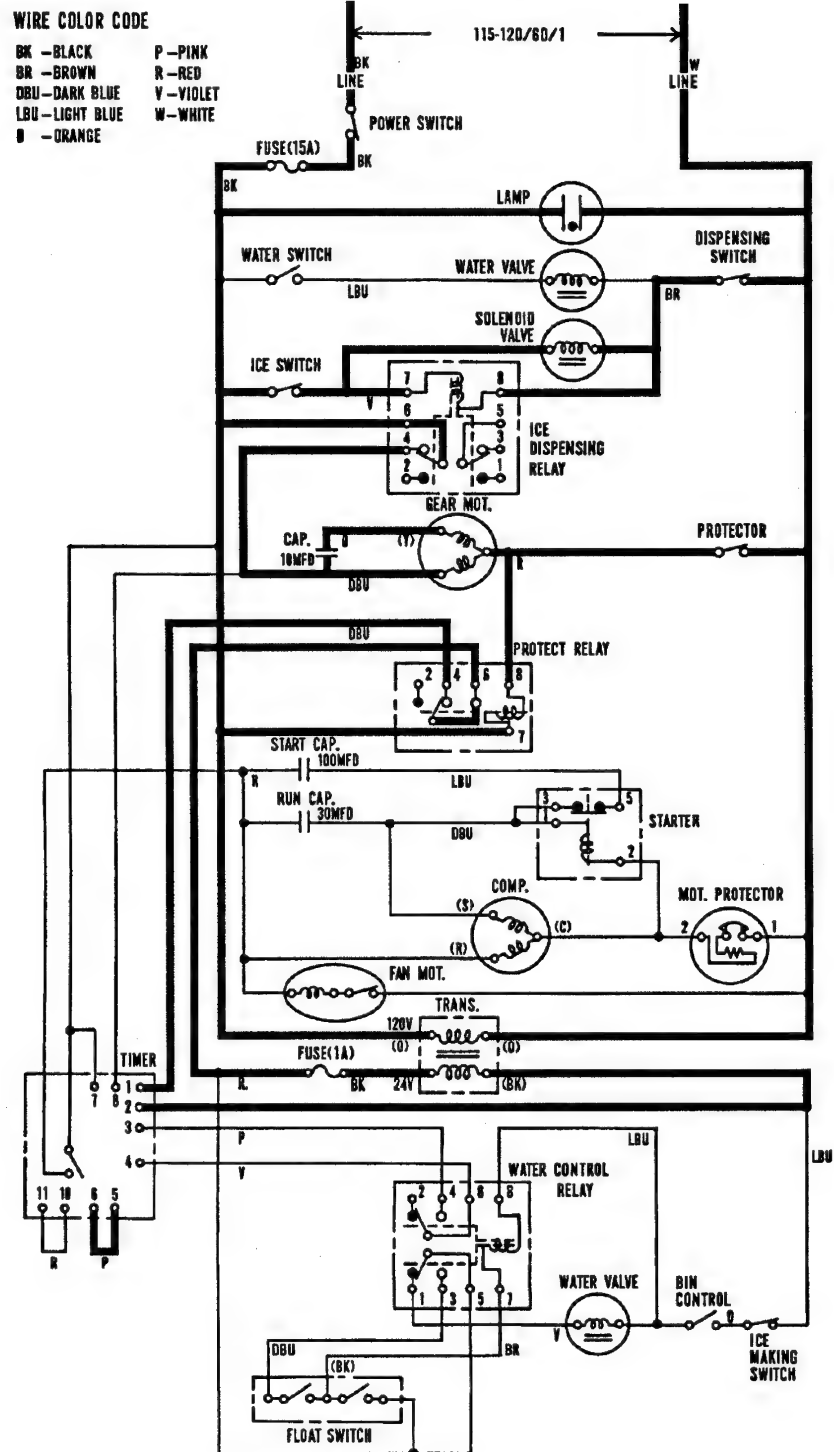 WIRE COLOR CODE
BK -BLACK P-PINK
BR -BROWN R-RED
DBU-DARK BLUE V-VIOLET
LBU-LIGHT BLUE W-WHITE
O -ORANGE
115-120/60/1
BK
LINE
W
LINE
POWER SWITCH
FUSE(15A)
BK
BK
LAMP
DISPENSING
SWITCH
WATER SWITCH
WATER VALVE
LBU
BR
SOLENOID
VALVE
ICE SWITCH
7 8
V
6 5
4 3
2 1
ICE
DISPENSING
RELAY
GEAR MOT.
CAP.
10MFD
O
(Y)
R
PROTECTOR
DBU
DBU
PROTECT RELAY
2 4 6 8
7
START CAP.
100MFD
R
LBU
RUN CAP.
30MFD
DBU
3 5
2
STARTER
COMP.
(S)
(C)
(R)
MOT. PROTECTOR
2 1
FAN MOT.
TRANS.
120V
(O) (O)
FUSE(1A)
R.
BK
24V
(BK)
TIMER
7 8 1
2
3
4
P
V
11 10 6 5
R P
LBU
LBU
WATER CONTROL
RELAY
2 4 6 8
1 3 5 7
WATER VALVE
BIN
CONTROL
V
O
ICE
MAKING
SWITCH
DBU
(BK)
BR
FLOAT SWITCH